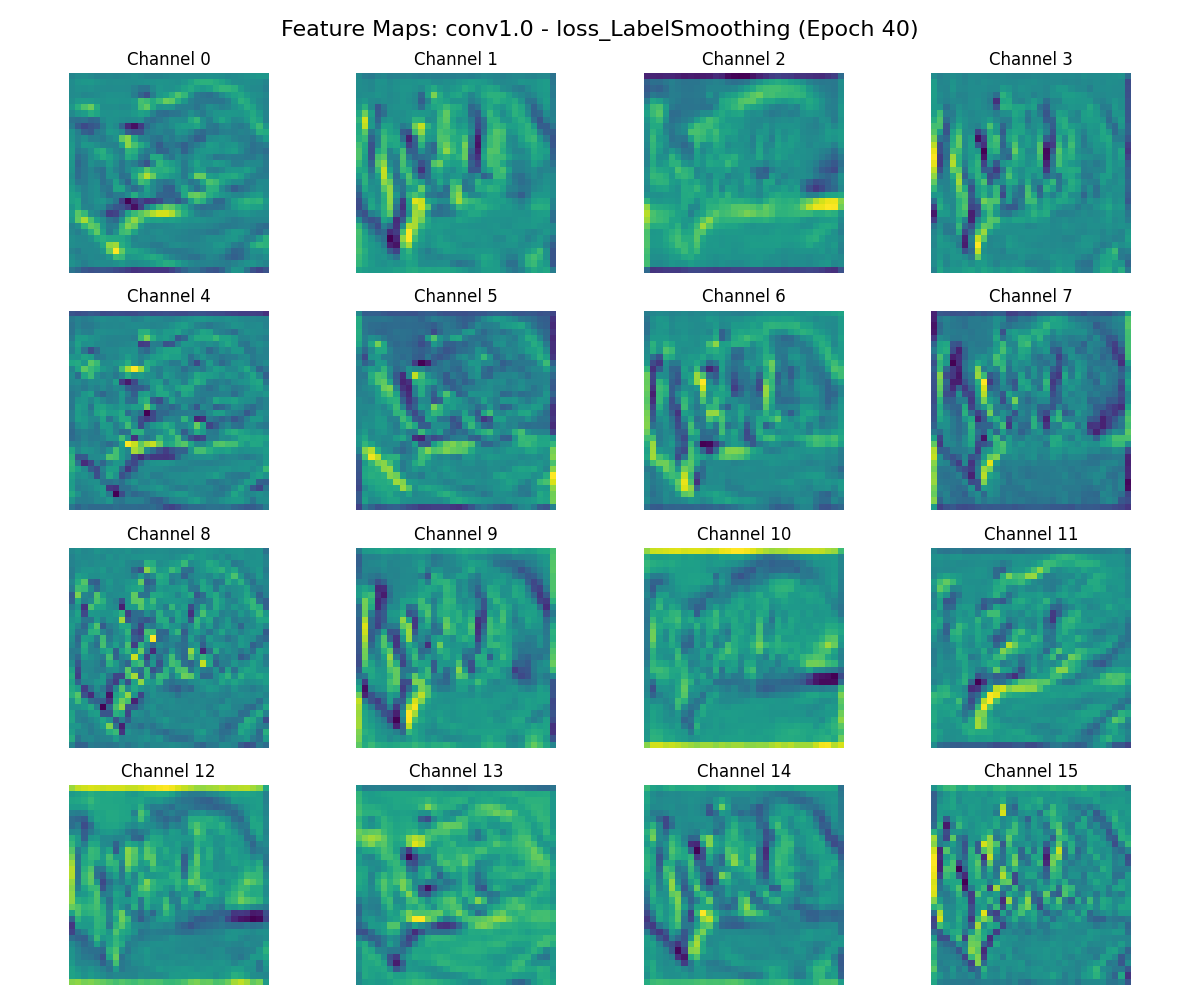 Feature Maps: conv1.0 - loss_LabelSmoothing (Epoch 40)
Channel 0
Channel 1
Channel 2
Channel 3
Channel 4
Channel 5
Channel 6
Channel 7
Channel 8
Channel 9
Channel 10
Channel 11
Channel 12
Channel 13
Channel 14
Channel 15